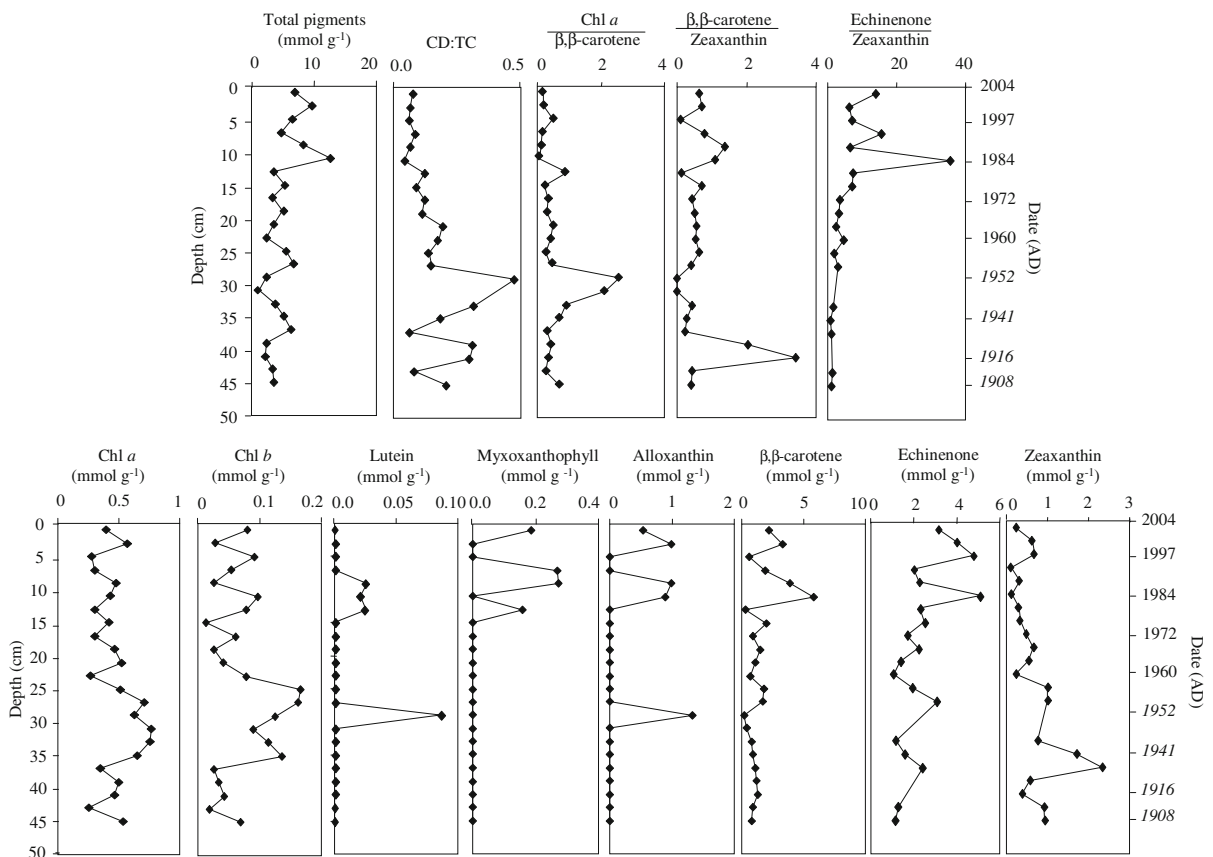 Total pigments
(mmol g⁻¹)
CD:TC
Chl a
β,β-carotene
β,β-carotene
Zeaxanthin
Echinenone
Zeaxanthin
0 10 20
0.0 0.5
0 2 4
0 2 4
0 20 40
0
5
10
15
20
25
30
35
40
45
50
Depth (cm)
2004
1997
1984
1972
1960
1952
1941
1916
1908
Date (AD)
Chl a
(mmol g⁻¹)
Chl b
(mmol g⁻¹)
Lutein
(mmol g⁻¹)
Myxoxanthophyll
(mmol g⁻¹)
Alloxanthin
(mmol g⁻¹)
β,β-carotene
(mmol g⁻¹)
Echinenone
(mmol g⁻¹)
Zeaxanthin
(mmol g⁻¹)
0 0.5 1
0 0.1 0.2
0.0 0.05 0.10
0.0 0.2 0.4
0 1 2
0 5 10
0 2 4 6
0 1 2 3
0
5
10
15
20
25
30
35
40
45
50
Depth (cm)
2004
1997
1984
1972
1960
1952
1941
1916
1908
Date (AD)